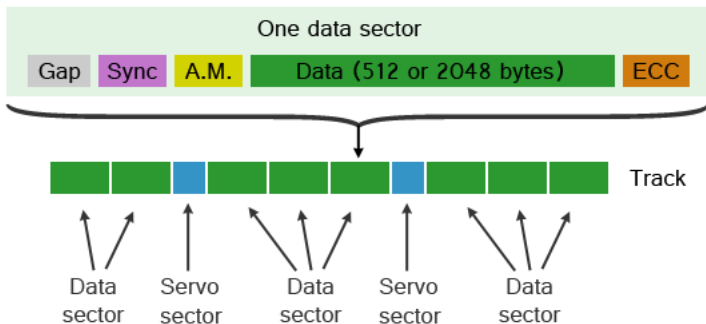 One data sector
Gap Sync A.M. Data (512 or 2048 bytes) ECC
Track
Data Servo Data Servo Data
sector sector sector sector sector